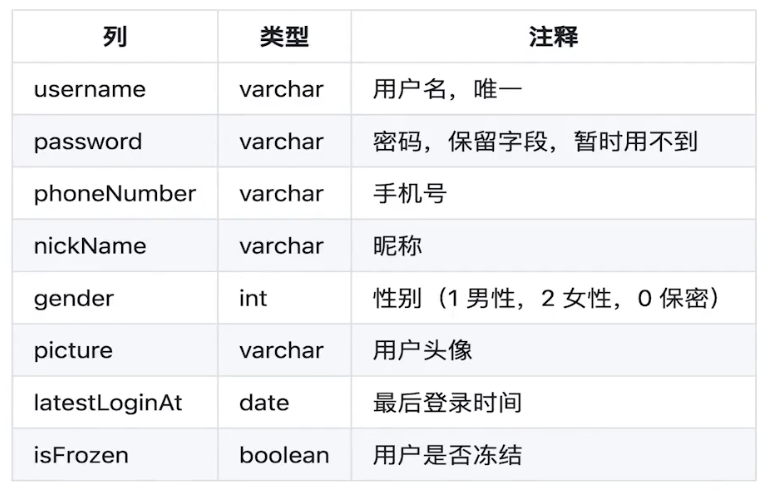 列 类型 注释
username varchar 用户名，唯一
password varchar 密码，保留字段，暂时用不到
phoneNumber varchar 手机号
nickName varchar 昵称
gender int 性别（1 男性，2 女性，0 保密）
picture varchar 用户头像
latestLoginAt date 最后登录时间
isFrozen boolean 用户是否冻结